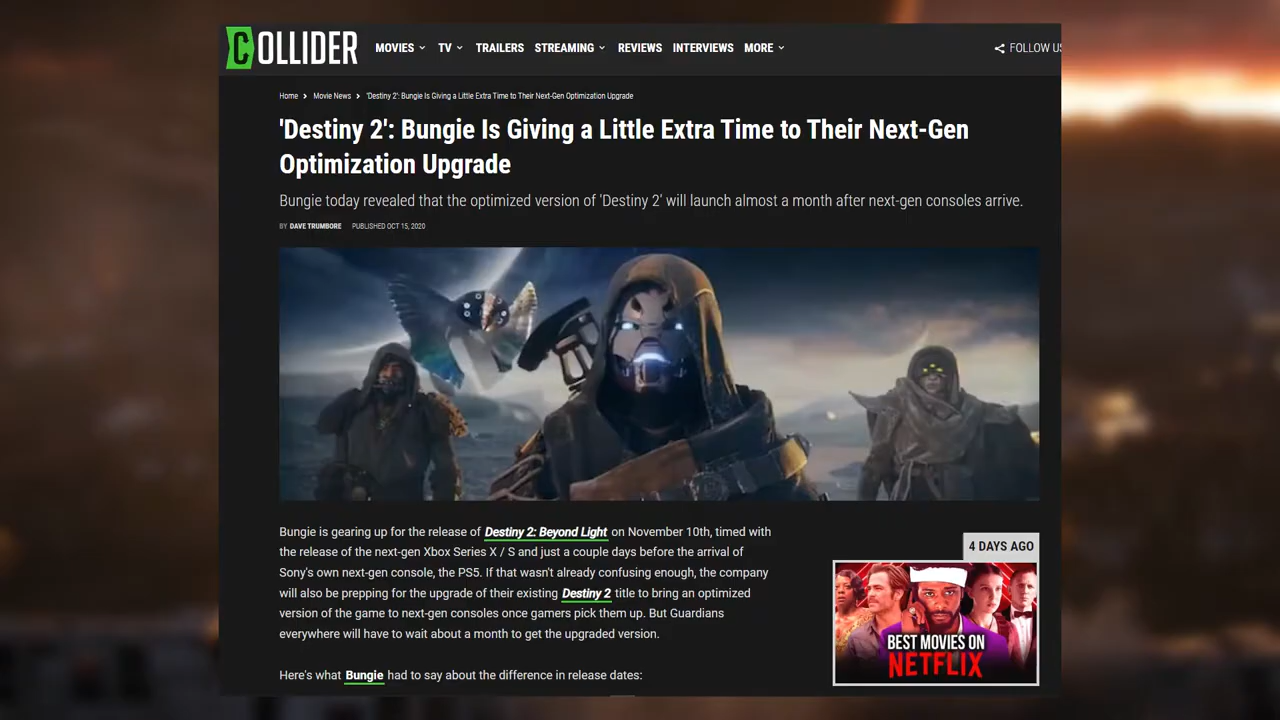 COLLIDER
MOVIES TV TRAILERS STREAMING REVIEWS INTERVIEWS MORE FOLLOW US
Home > Movie News > 'Destiny 2': Bungie Is Giving a Little Extra Time to Their Next-Gen Optimization Upgrade
'Destiny 2': Bungie Is Giving a Little Extra Time to Their Next-Gen
Optimization Upgrade
Bungie today revealed that the optimized version of 'Destiny 2' will launch almost a month after next-gen consoles arrive.
BY DAVE TRUMBORE PUBLISHED OCT 15, 2020
Bungie is gearing up for the release of Destiny 2: Beyond Light on November 10th, timed with
the release of the next-gen Xbox Series X / S and just a couple days before the arrival of
Sony's own next-gen console, the PS5. If that wasn't already confusing enough, the company
will also be prepping for the upgrade of their existing Destiny 2 title to bring an optimized
version of the game to next-gen consoles once gamers pick them up. But Guardians
everywhere will have to wait about a month to get the upgraded version.
Here's what Bungie had to say about the difference in release dates:
4 DAYS AGO
BEST MOVIES ON
NETFLIX